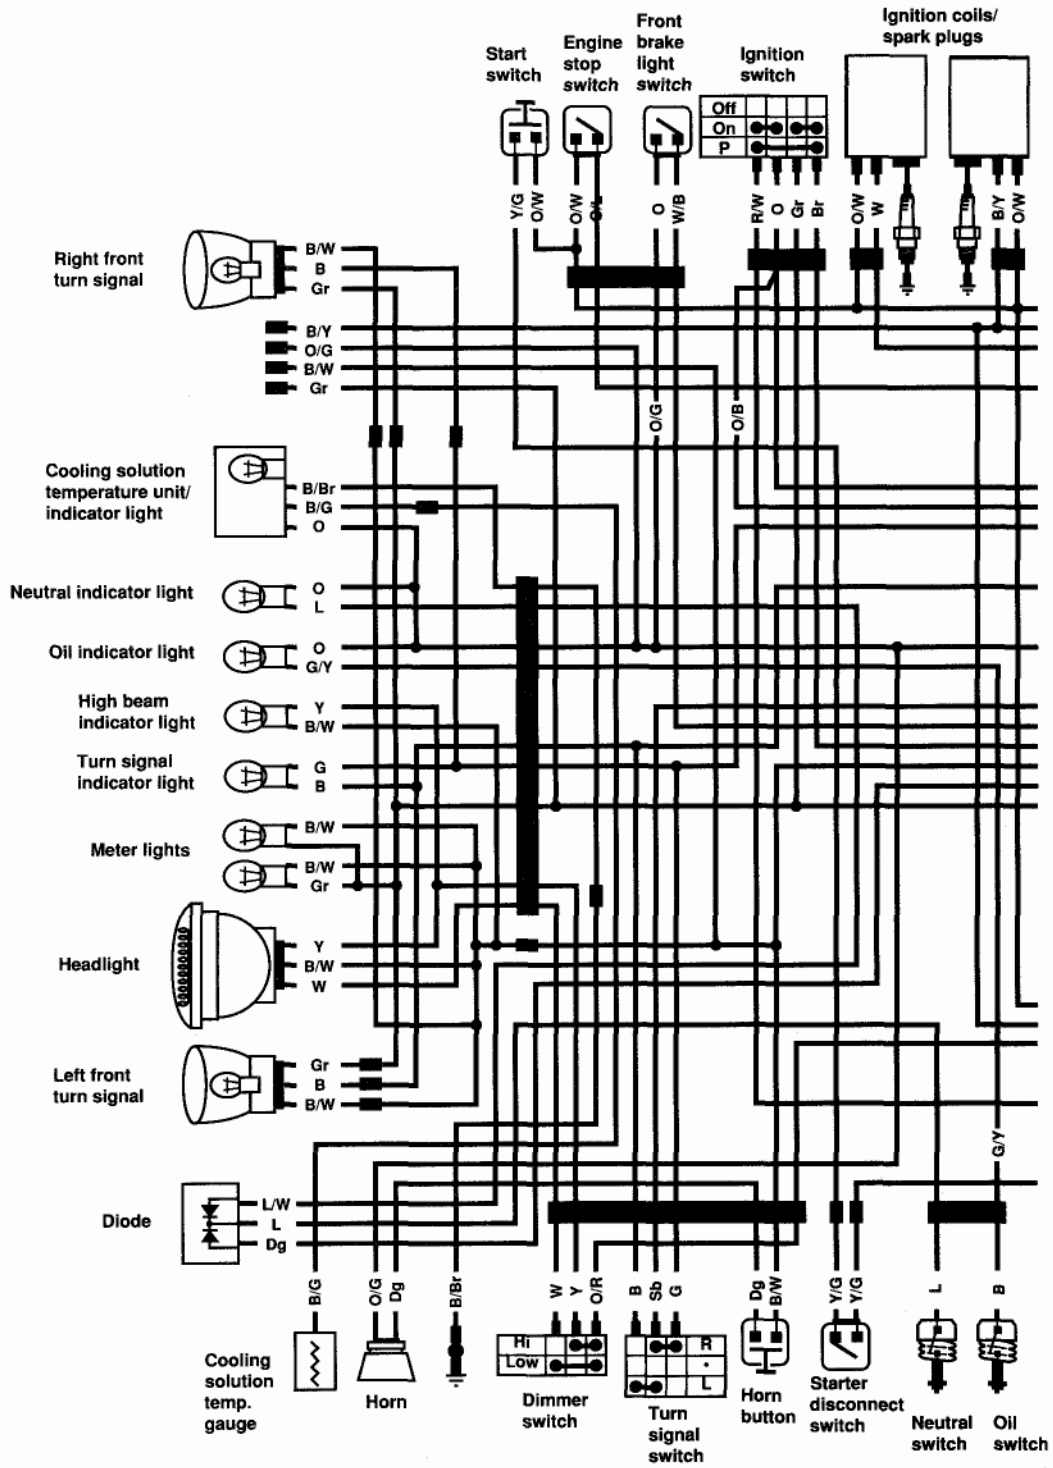 Ignition coils/
spark plugs
Start
switch
Engine
stop
switch
Front
brake
light
switch
Ignition
switch
Off
On
P
Y/G
O/W
O/W
O/L
O
W/B
R/W
O
Gr
Br
O/W
W
B/Y
O/W
Right front
turn signal
B/W
B
Gr
B/Y
O/G
B/W
Gr
O/G
O/B
Cooling solution
temperature unit/
indicator light
B/Br
B/G
O
Neutral indicator light
O
L
Oil indicator light
O
G/Y
High beam
indicator light
Y
B/W
Turn signal
indicator light
G
B
Meter lights
B/W
B/W
Gr
Headlight
Y
B/W
W
Left front
turn signal
Gr
B
B/W
G/Y
Diode
L/W
L
Dg
B/G
O/G
Dg
B/Br
W
Y
O/R
B
Sb
G
Dg
B/W
Y/G
Y/G
L
B
Hi
Low
R
L
Cooling
solution
temp.
gauge
Horn
Dimmer
switch
Turn
signal
switch
Horn
button
Starter
disconnect
switch
Neutral
switch
Oil
switch